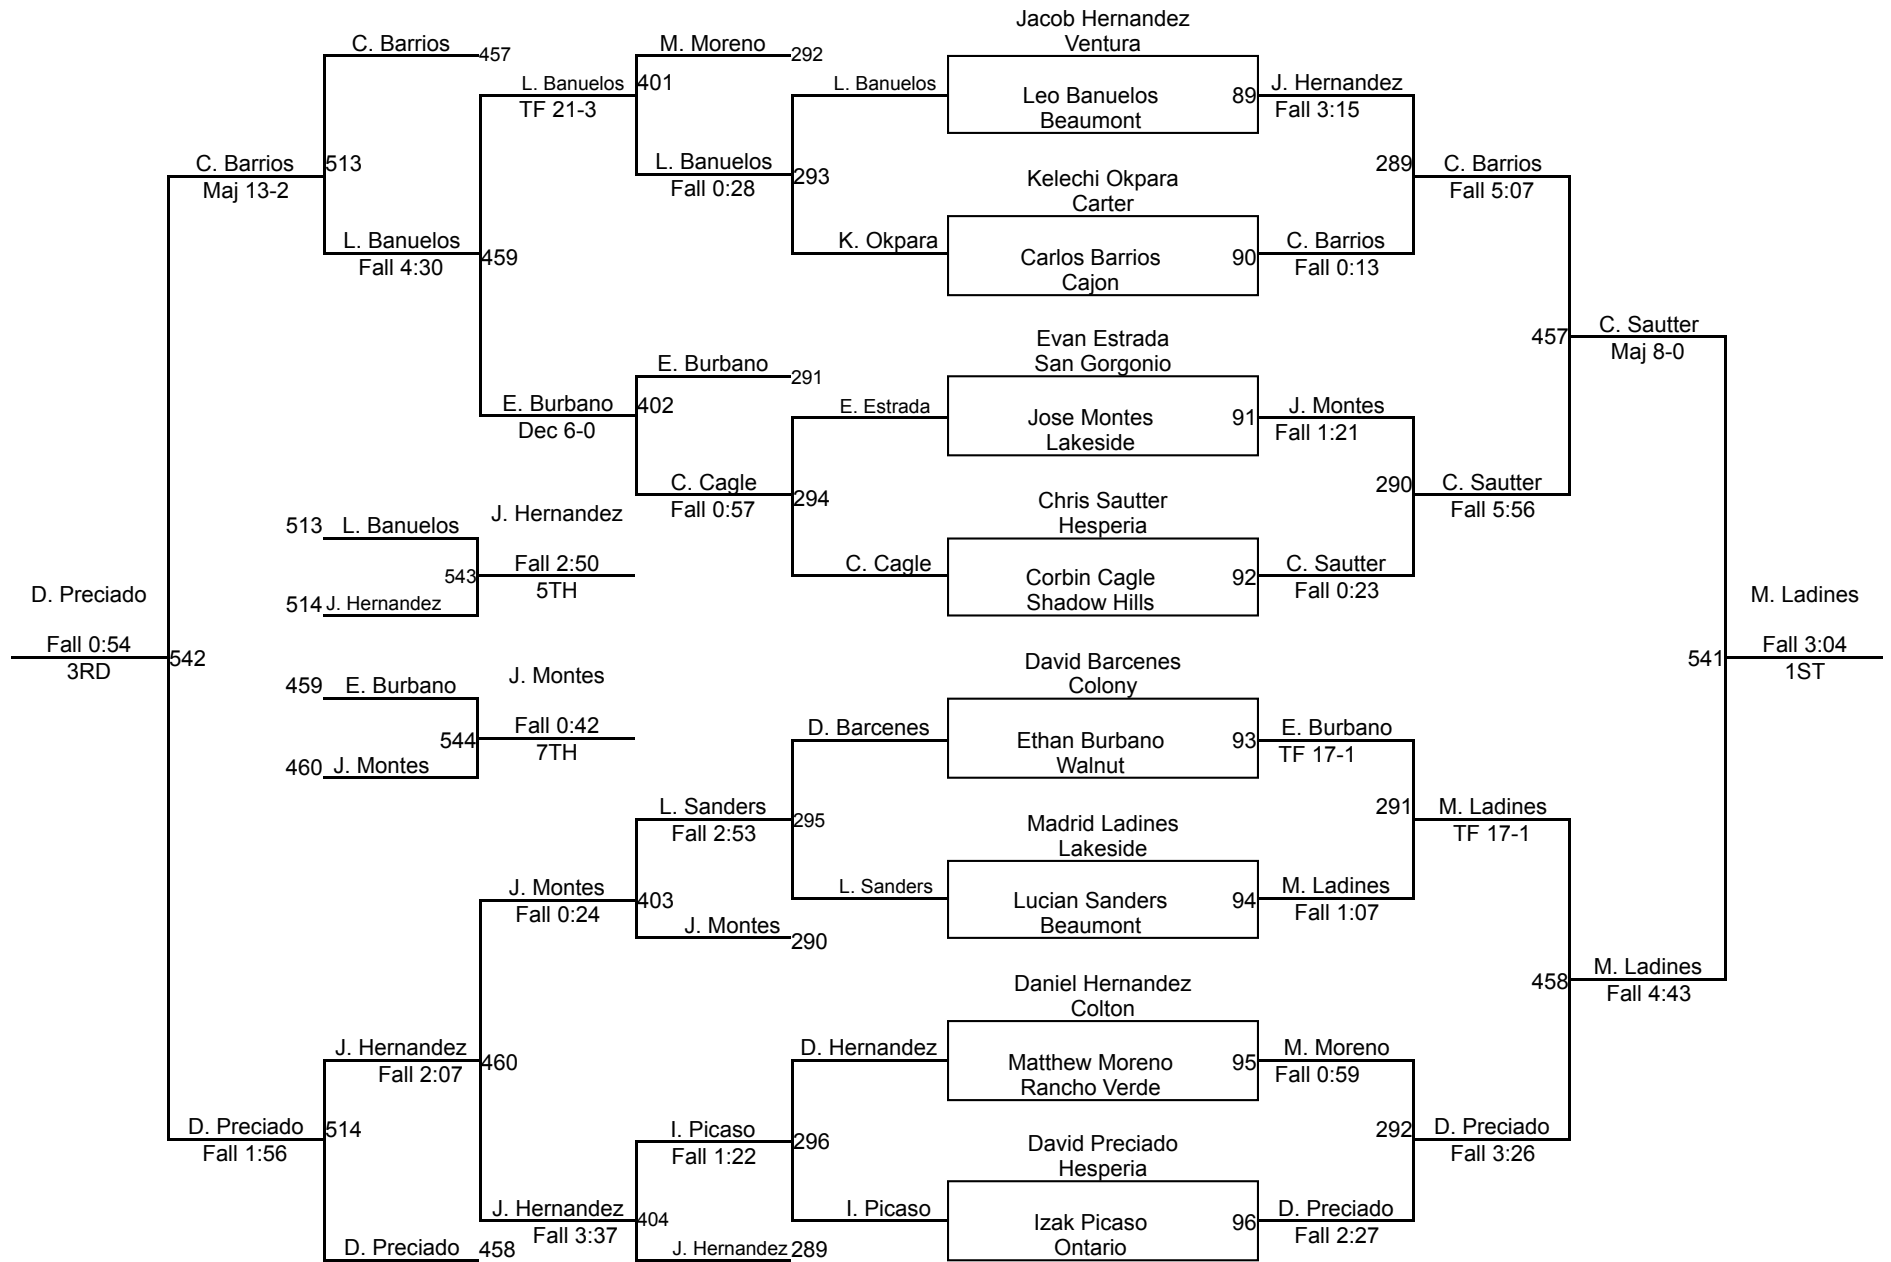 Jacob Hernandez
Ventura
C. Barrios
457
M. Moreno
292
L. Banuelos
401
TF 21-3
L. Banuelos
Leo Banuelos
Beaumont
89
J. Hernandez
Fall 3:15
C. Barrios
513
Maj 13-2
L. Banuelos
Fall 0:28
293
Kelechi Okpara
Carter
289
C. Barrios
Fall 5:07
L. Banuelos
Fall 4:30
459
K. Okpara
Carlos Barrios
Cajon
90
C. Barrios
Fall 0:13
457
C. Sautter
Maj 8-0
Evan Estrada
San Gorgonio
E. Burbano
291
E. Burbano
402
Dec 6-0
E. Estrada
Jose Montes
Lakeside
91
J. Montes
Fall 1:21
C. Cagle
Fall 0:57
294
Chris Sautter
Hesperia
290
C. Sautter
Fall 5:56
513
L. Banuelos
J. Hernandez
543
Fall 2:50
5TH
514
J. Hernandez
C. Cagle
Corbin Cagle
Shadow Hills
92
C. Sautter
Fall 0:23
D. Preciado
Fall 0:54
3RD
542
M. Ladines
541
Fall 3:04
1ST
459
E. Burbano
J. Montes
544
Fall 0:42
7TH
460
J. Montes
David Barcenes
Colony
D. Barcenes
Ethan Burbano
Walnut
93
E. Burbano
TF 17-1
L. Sanders
Fall 2:53
295
Madrid Ladines
Lakeside
291
M. Ladines
TF 17-1
J. Montes
Fall 0:24
403
L. Sanders
Lucian Sanders
Beaumont
94
M. Ladines
Fall 1:07
J. Montes
290
458
M. Ladines
Fall 4:43
Daniel Hernandez
Colton
J. Hernandez
Fall 2:07
460
D. Hernandez
Matthew Moreno
Rancho Verde
95
M. Moreno
Fall 0:59
D. Preciado
514
Fall 1:56
I. Picaso
Fall 1:22
296
David Preciado
Hesperia
292
D. Preciado
Fall 3:26
J. Hernandez
Fall 3:37
404
I. Picaso
Izak Picaso
Ontario
96
D. Preciado
Fall 2:27
D. Preciado
458
J. Hernandez
289